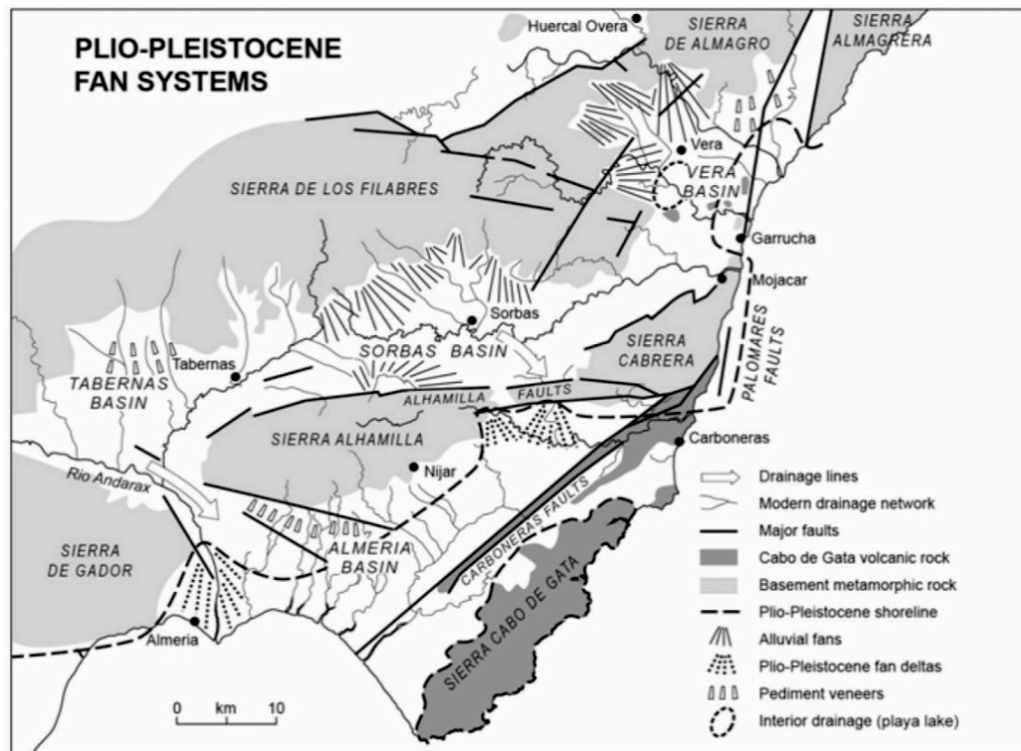 PLIO-PLEISTOCENE
FAN SYSTEMS
Huercal Overa
SIERRA
DE ALMAGRO
SIERRA
ALMAGRERA
Vera
VERA
BASIN
SIERRA DE LOS FILABRES
Garrucha
Mojacar
Sorbas
SORBAS BASIN
SIERRA
CABRERA
PALOMARES
FAULTS
Tabernas
TABERNAS
BASIN
ALHAMILLA FAULTS
SIERRA ALHAMILLA
Carboneras
Nijar
Rio Andarax
CARBONERAS FAULTS
ALMERIA
BASIN
SIERRA
DE GADOR
SIERRA CABO DE GATA
Almeria
0 km 10
Drainage lines
Modern drainage network
Major faults
Cabo de Gata volcanic rock
Basement metamorphic rock
Plio-Pleistocene shoreline
Alluvial fans
Plio-Pleistocene fan deltas
Pediment veneers
Interior drainage (playa lake)